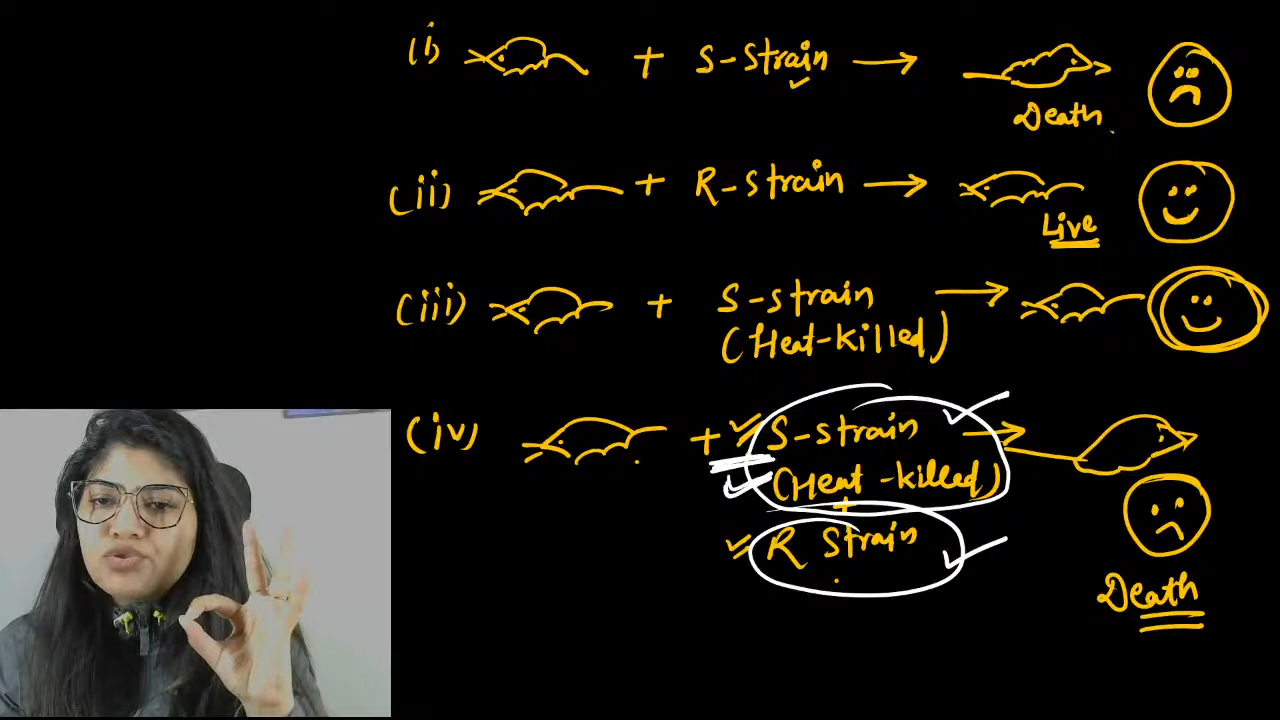 (i) + S-Strain → Death
(ii) + R-Strain → Live
(iii) + S-strain →
(Heat-killed)
(iv) + S-strain →
(Heat-killed)
+
R Strain
Death